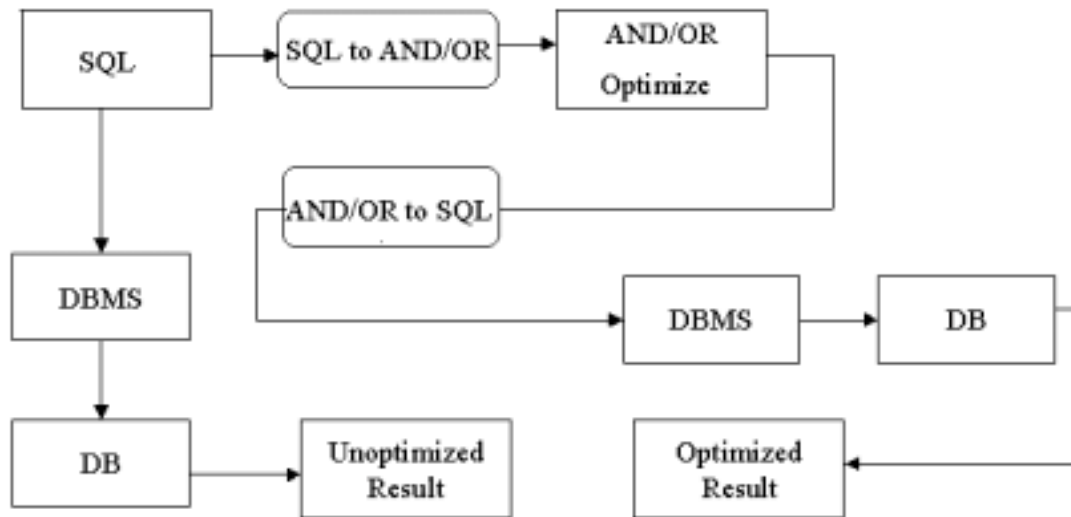 SQL
SQL to AND/OR
AND/OR
Optimize
AND/OR to SQL
DBMS
DBMS
DB
DB
Unoptimized
Result
Optimized
Result